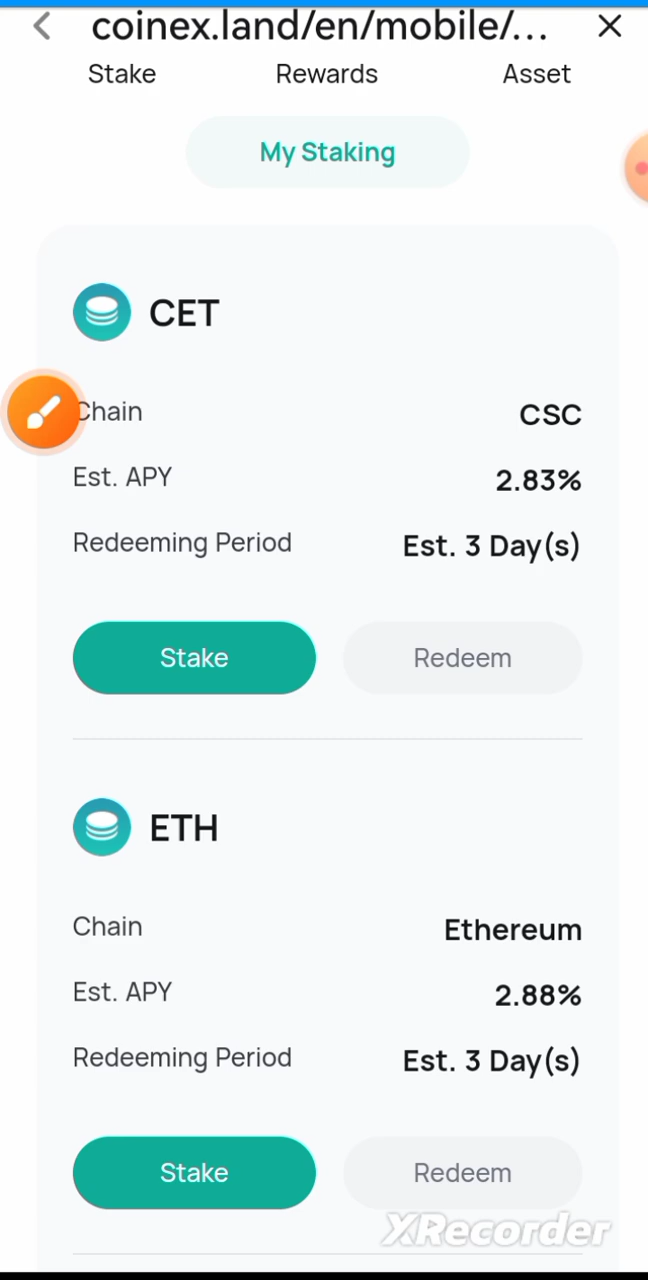 coinex.land/en/mobile/...
Stake Rewards Asset
My Staking
CET
Chain CSC
Est. APY 2.83%
Redeeming Period Est. 3 Day(s)
Stake Redeem
ETH
Chain Ethereum
Est. APY 2.88%
Redeeming Period Est. 3 Day(s)
Stake Redeem
XRecorder